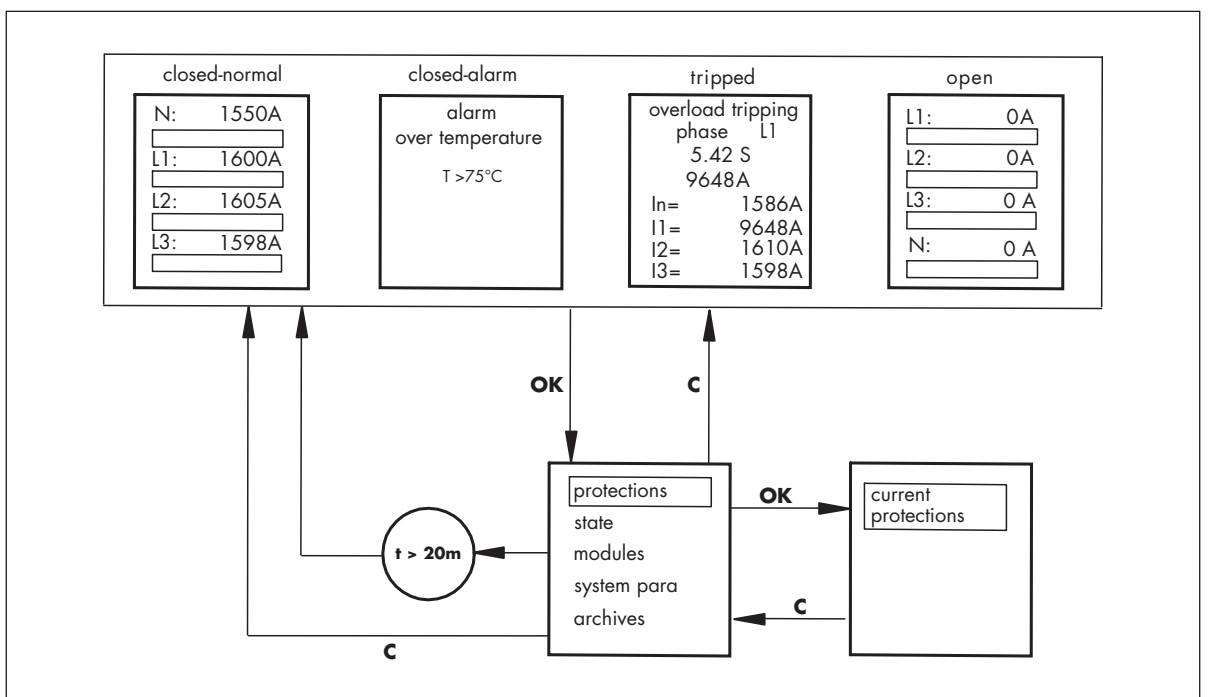 closed-normal
N: 1550A
L1: 1600A
L2: 1605A
L3: 1598A
closed-alarm
alarm
over temperature
T >75°C
tripped
overload tripping
phase L1
5.42 S
9648A
In= 1586A
I1= 9648A
I2= 1610A
I3= 1598A
open
L1: 0A
L2: 0A
L3: 0 A
N: 0 A
OK
C
protections
state
modules
system para
archives
OK
current
protections
C
t > 20m
C